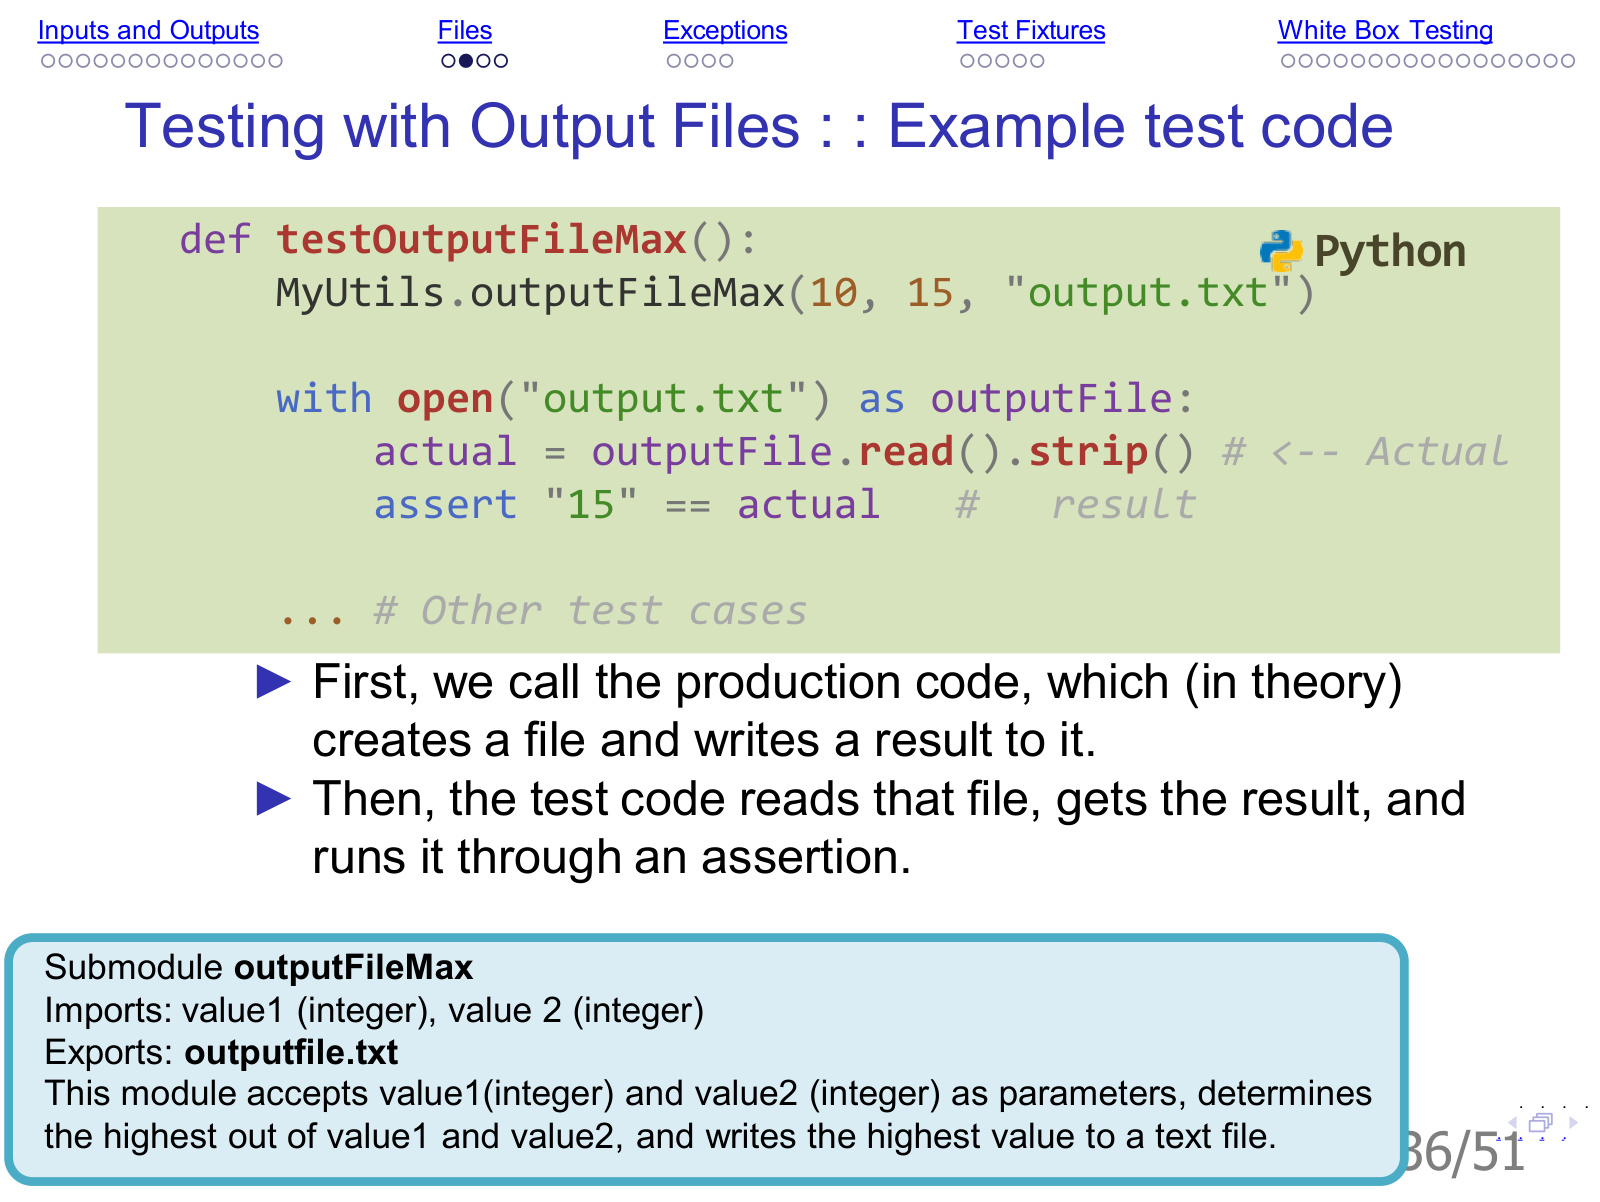 Inputs and Outputs Files Exceptions Test Fixtures White Box Testing
Testing with Output Files : : Example test code
Python
def testOutputFileMax():
    MyUtils.outputFileMax(10, 15, "output.txt")
    with open("output.txt") as outputFile:
        actual = outputFile.read().strip() # <-- Actual
        assert "15" == actual   #   result
    ... # Other test cases
► First, we call the production code, which (in theory)
creates a file and writes a result to it.
► Then, the test code reads that file, gets the result, and
runs it through an assertion.
Submodule outputFileMax
Imports: value1 (integer), value 2 (integer)
Exports: outputfile.txt
This module accepts value1(integer) and value2 (integer) as parameters, determines
the highest out of value1 and value2, and writes the highest value to a text file.
36/51